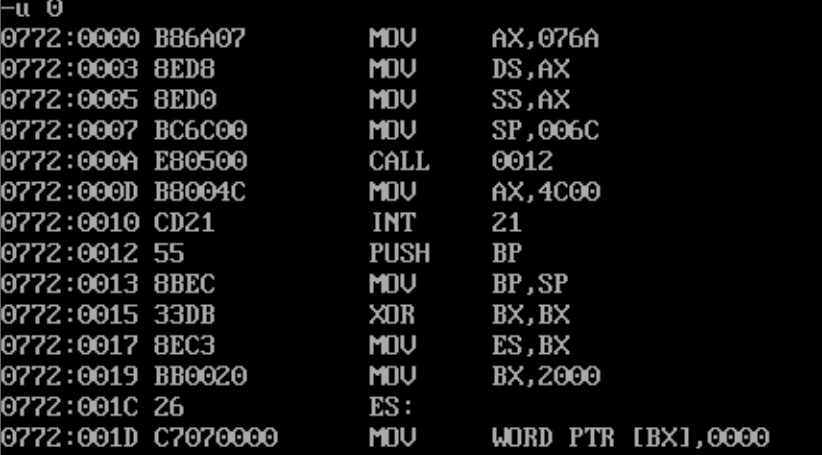 -u 0
0772:0000 B86A07 MOV AX,076A
0772:0003 8ED8 MOV DS,AX
0772:0005 8ED0 MOV SS,AX
0772:0007 BC6C00 MOV SP,006C
0772:000A E80500 CALL 0012
0772:000D B8004C MOV AX,4C00
0772:0010 CD21 INT 21
0772:0012 55 PUSH BP
0772:0013 8BEC MOV BP,SP
0772:0015 33DB XOR BX,BX
0772:0017 8EC3 MOV ES,BX
0772:0019 BB0020 MOV BX,2000
0772:001C 26 ES:
0772:001D C7070000 MOV WORD PTR [BX],0000